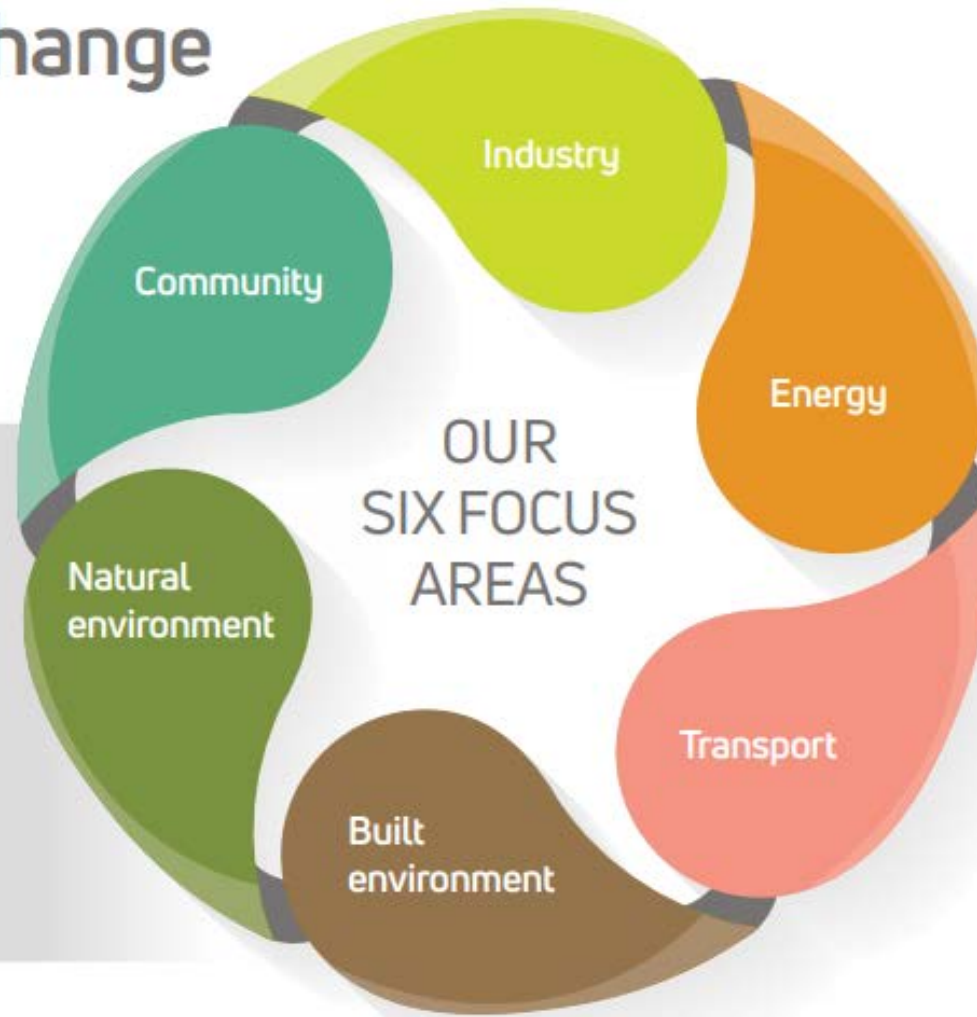 hange
Industry
Community
Energy
OUR
SIX FOCUS
AREAS
Natural
environment
Transport
Built
environment